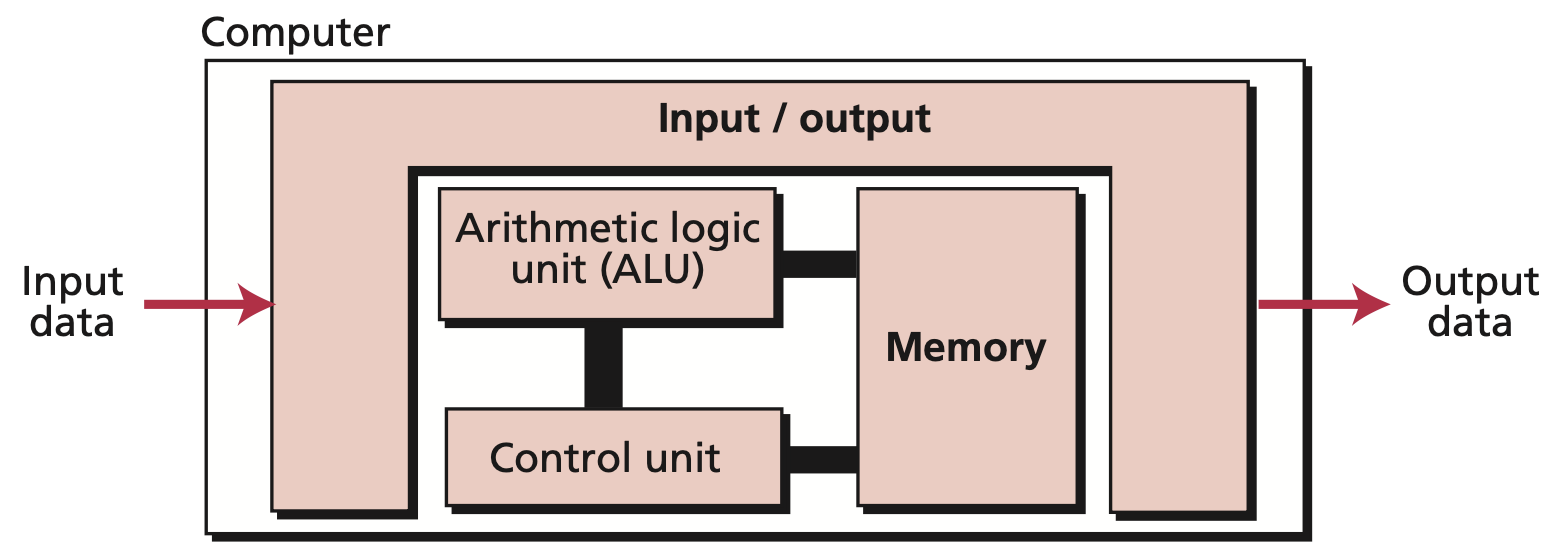 Computer
Input / output
Arithmetic logic
unit (ALU)
Memory
Control unit
Input
data
Output
data